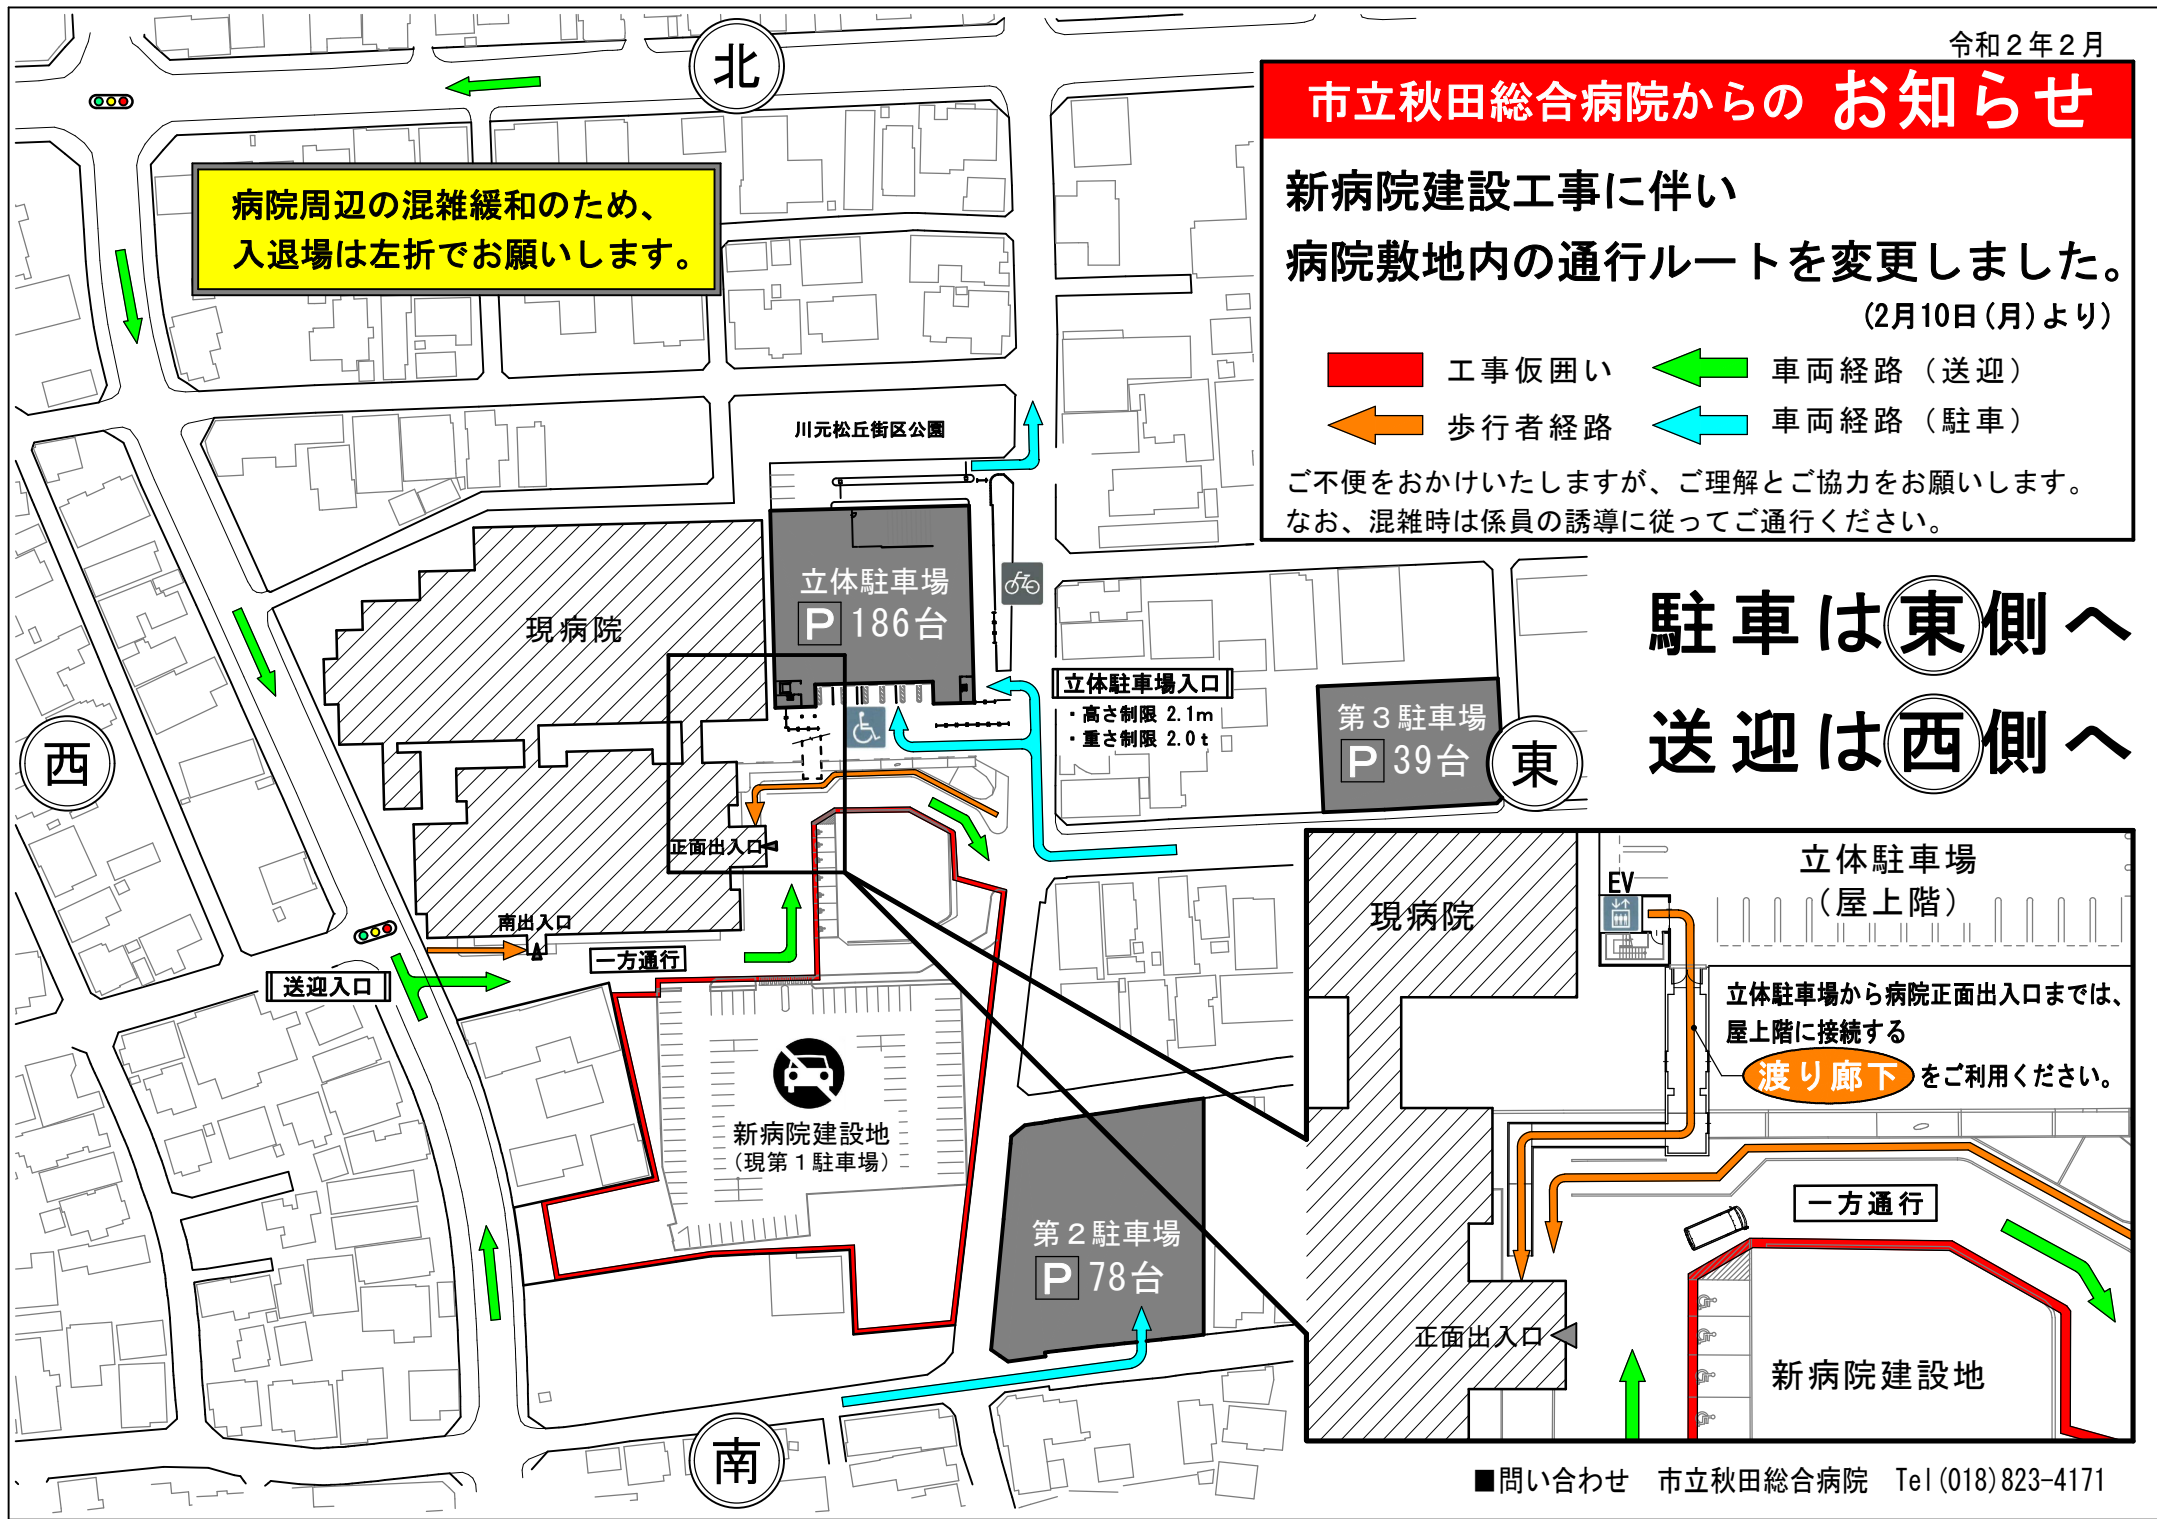 令和２年２月
市立秋田総合病院からの お知らせ
新病院建設工事に伴い
病院敷地内の通行ルートを変更しました。
(2月10日(月)より)
工事仮囲い
車両経路（送迎）
歩行者経路
車両経路（駐車）
ご不便をおかけいたしますが、ご理解とご協力をお願いします。
なお、混雑時は係員の誘導に従ってご通行ください。
駐車は東側へ
送迎は西側へ
北
病院周辺の混雑緩和のため、
入退場は左折でお願いします。
川元松丘街区公園
立体駐車場
P 186台
現病院
立体駐車場入口
・高さ制限 2.1m
・重さ制限 2.0t
第３駐車場
P 39台
東
西
正面出入口
南出入口
一方通行
送迎入口
新病院建設地
（現第１駐車場）
第２駐車場
P 78台
南
立体駐車場
（屋上階）
EV
現病院
立体駐車場から病院正面出入口までは、
屋上階に接続する
渡り廊下 をご利用ください。
一方通行
正面出入口
新病院建設地
■問い合わせ　市立秋田総合病院　Tel(018)823-4171